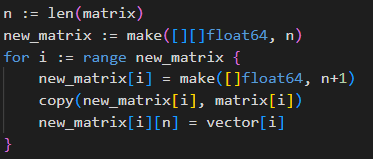 n := len(matrix)
new_matrix := make([][]float64, n)
for i := range new_matrix {
    new_matrix[i] = make([]float64, n+1)
    copy(new_matrix[i], matrix[i])
    new_matrix[i][n] = vector[i]
}